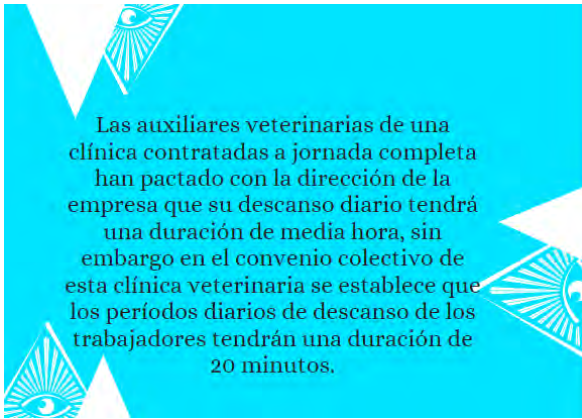 Las auxiliares veterinarias de una
clínica contratadas a jornada completa
han pactado con la dirección de la
empresa que su descanso diario tendrá
una duración de media hora, sin
embargo en el convenio colectivo de
esta clínica veterinaria se establece que
los períodos diarios de descanso de los
trabajadores tendrán una duración de
20 minutos.